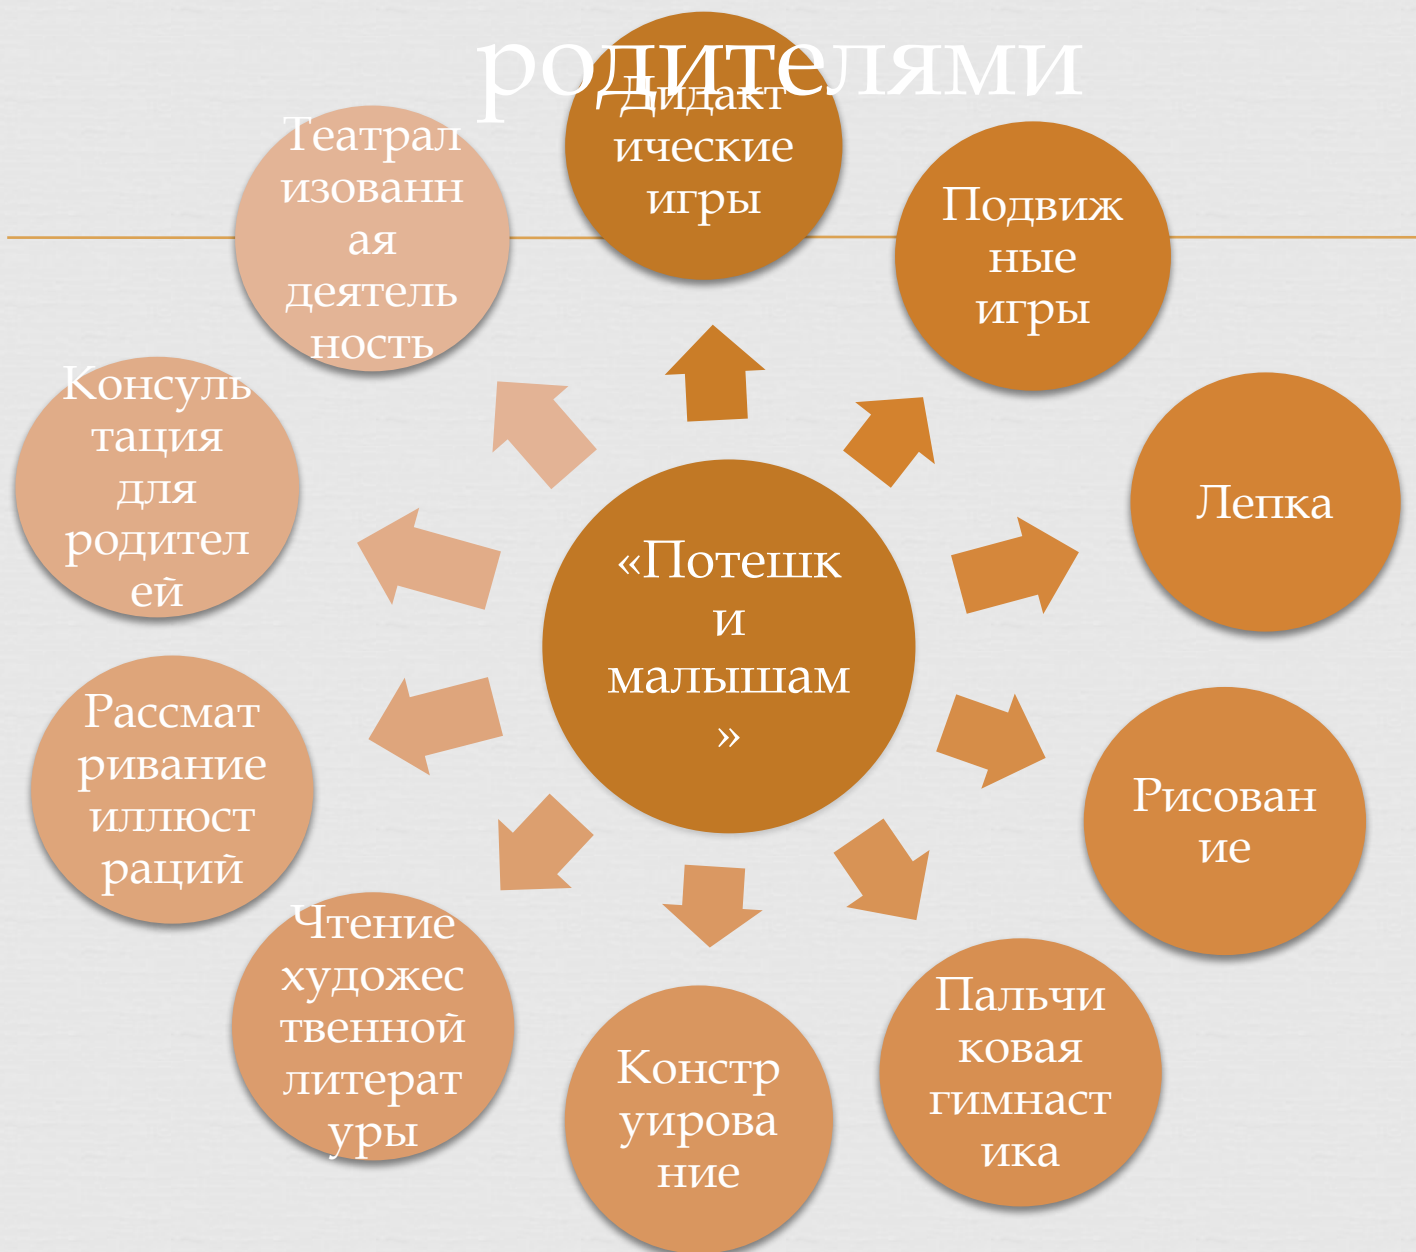 родителями
Дидакт
ические
игры
Подвиж
ные
игры
Лепка
Рисован
ие
Пальчи
ковая
гимнаст
ика
Констр
уирова
ние
Чтение
художес
твенной
литерат
уры
Рассмат
ривание
иллюст
раций
Консуль
тация
для
родител
ей
Театрал
изованн
ая
деятель
ность
«Потешк
и
малышам
»